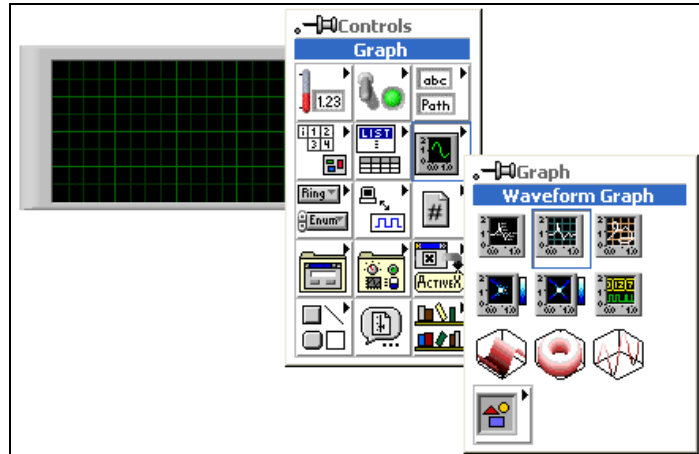 Controls
Graph
1.23
abc
Path
1 2
3 4
LIST
Ring
Enum
#
ACTIVEX
Graph
Waveform Graph